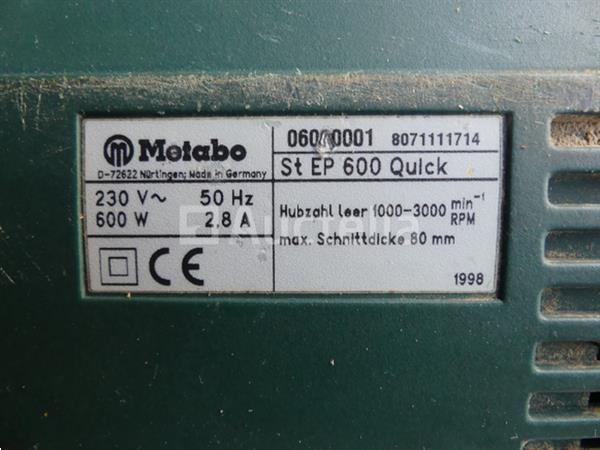 Metabo
D-72622 Nürtingen; Made in Germany
230 V~ 50 Hz
600 W 2,8 A
CE
8071111714
St EP 600 Quick
Hubzahl leer 1000-3000 min-1
RPM
max. Schnittdicke 80 mm
1998
Auctelia